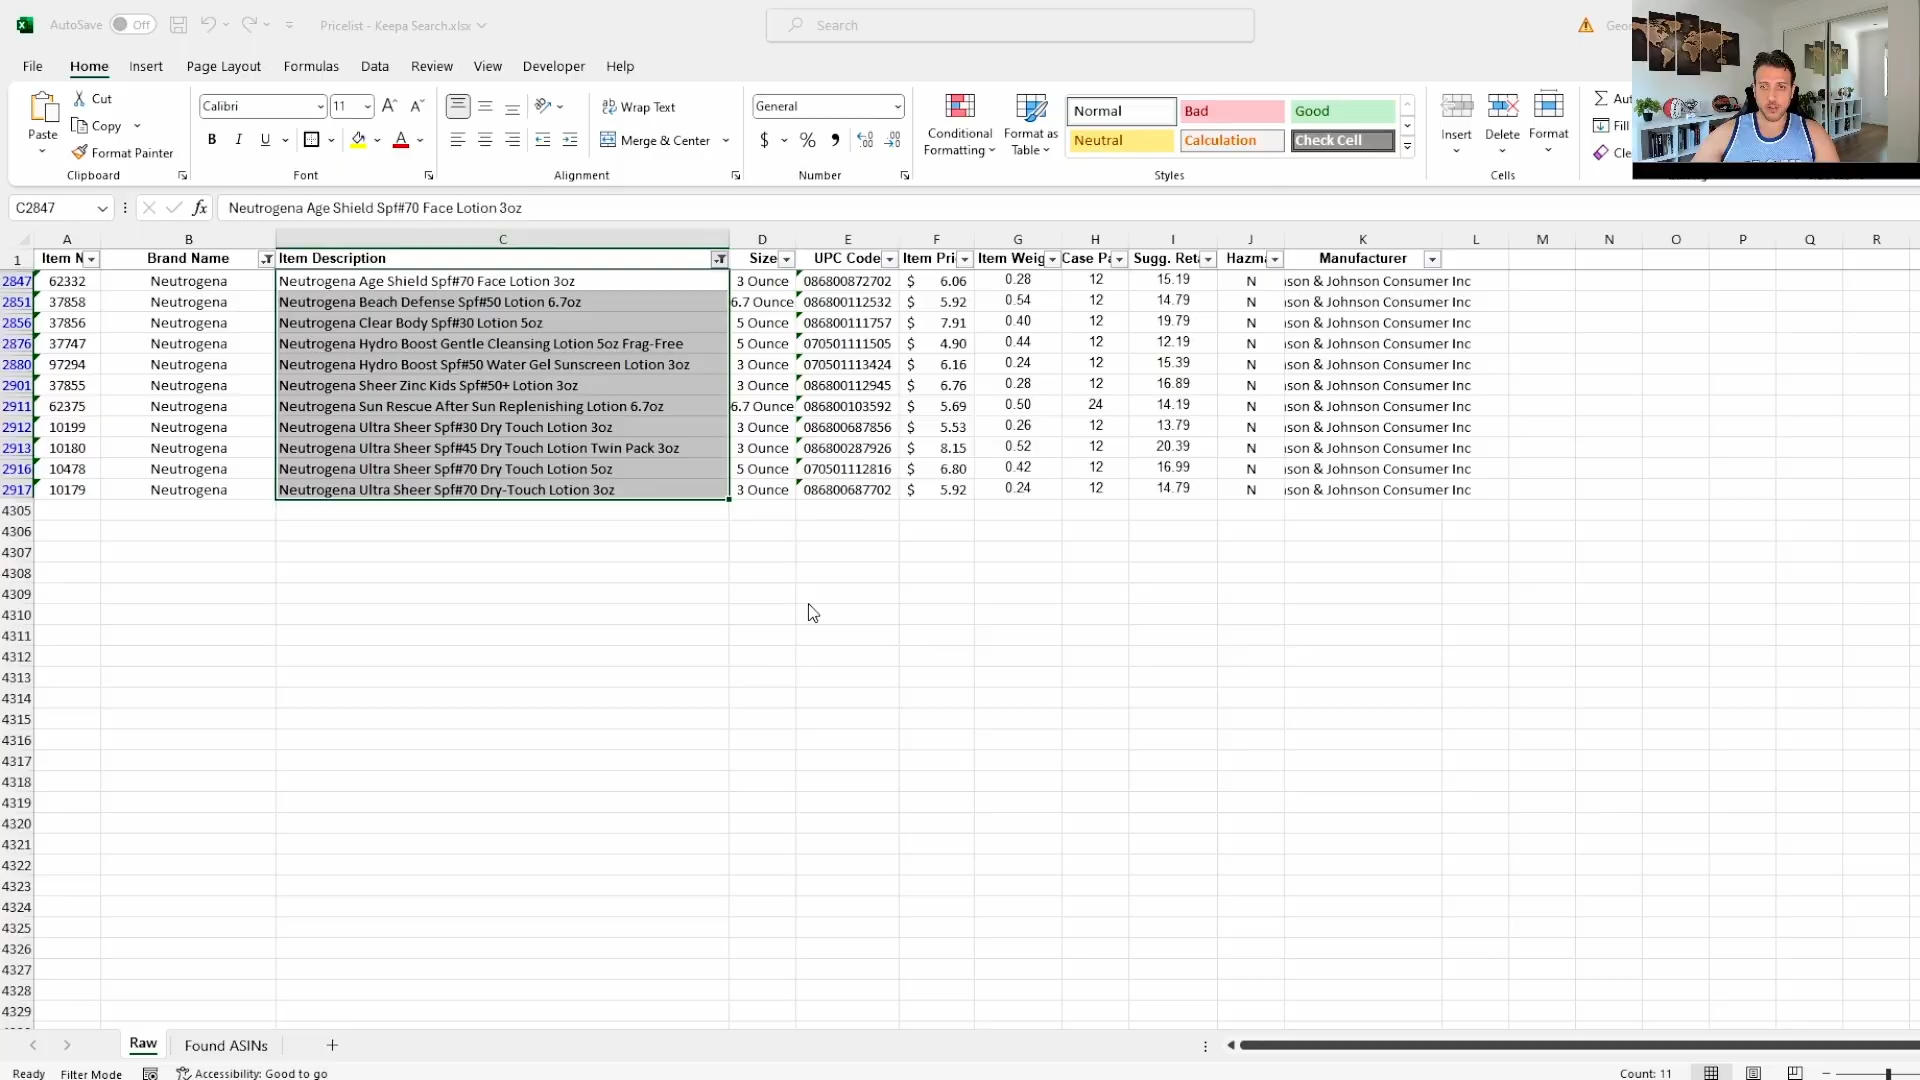 AutoSave Off Pricelist - Keepa Search.xlsx Search
File Home Insert Page Layout Formulas Data Review View Developer Help
Paste Cut Copy Format Painter Clipboard
Calibri 11 B I U Font
Wrap Text Merge & Center Alignment
General $ % Number
Conditional Formatting Format as Table Normal Bad Good Neutral Calculation Check Cell Styles
Insert Delete Format Cells Fill
C2847 fx Neutrogena Age Shield Spf#70 Face Lotion 3oz
A B C D E F G H I J K L M N O P Q R
1 Item N Brand Name Item Description Size UPC Code Item Pri Item Weig Case Pa Sugg. Reta Hazma Manufacturer
2847 62332 Neutrogena Neutrogena Age Shield Spf#70 Face Lotion 3oz 3 Ounce 086800872702 $ 6.06 0.28 12 15.19 N ıson & Johnson Consumer Inc
2851 37858 Neutrogena Neutrogena Beach Defense Spf#50 Lotion 6.7oz 6.7 Ounce 086800112532 $ 5.92 0.54 12 14.79 N ıson & Johnson Consumer Inc
2856 37856 Neutrogena Neutrogena Clear Body Spf#30 Lotion 5oz 5 Ounce 086800111757 $ 7.91 0.40 12 19.79 N ıson & Johnson Consumer Inc
2876 37747 Neutrogena Neutrogena Hydro Boost Gentle Cleansing Lotion 5oz Frag-Free 5 Ounce 070501111505 $ 4.90 0.44 12 12.19 N ıson & Johnson Consumer Inc
2880 97294 Neutrogena Neutrogena Hydro Boost Spf#50 Water Gel Sunscreen Lotion 3oz 3 Ounce 070501113424 $ 6.16 0.24 12 15.39 N ıson & Johnson Consumer Inc
2901 37855 Neutrogena Neutrogena Sheer Zinc Kids Spf#50+ Lotion 3oz 3 Ounce 086800112945 $ 6.76 0.28 12 16.89 N ıson & Johnson Consumer Inc
2911 62375 Neutrogena Neutrogena Sun Rescue After Sun Replenishing Lotion 6.7oz 6.7 Ounce 086800103592 $ 5.69 0.50 24 14.19 N ıson & Johnson Consumer Inc
2912 10199 Neutrogena Neutrogena Ultra Sheer Spf#30 Dry Touch Lotion 3oz 3 Ounce 086800687856 $ 5.53 0.26 12 13.79 N ıson & Johnson Consumer Inc
2913 10180 Neutrogena Neutrogena Ultra Sheer Spf#45 Dry Touch Lotion Twin Pack 3oz 3 Ounce 086800287926 $ 8.15 0.52 12 20.39 N ıson & Johnson Consumer Inc
2916 10478 Neutrogena Neutrogena Ultra Sheer Spf#70 Dry Touch Lotion 5oz 5 Ounce 070501112816 $ 6.80 0.42 12 16.99 N ıson & Johnson Consumer Inc
2917 10179 Neutrogena Neutrogena Ultra Sheer Spf#70 Dry-Touch Lotion 3oz 3 Ounce 086800687702 $ 5.92 0.24 12 14.79 N ıson & Johnson Consumer Inc
4305
4306
4307
4308
4309
4310
4311
4312
4313
4314
4315
4316
4317
4318
4319
4320
4321
4322
4323
4324
4325
4326
4327
4328
4329
Raw Found ASINs +
Ready Filter Mode Accessibility: Good to go Count: 11